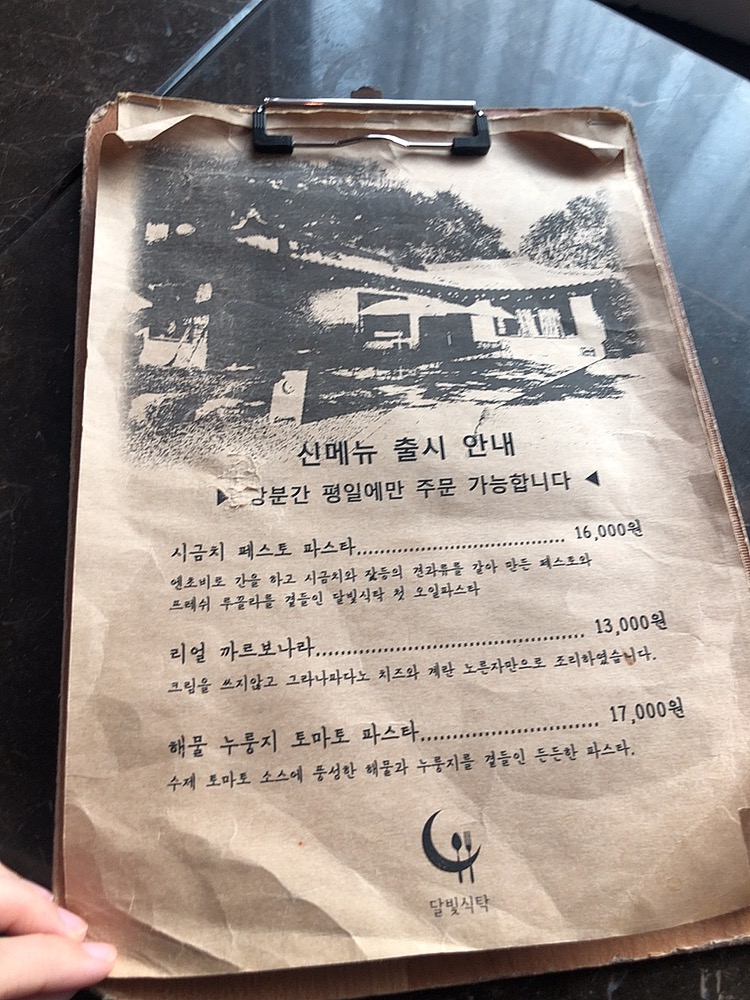 신메뉴 출시 안내
▶ 당분간 평일에만 주문 가능합니다 ◀
시금치 페스토 파스타 16,000원
엔초비로 간을 하고 시금치와 잣등의 견과류를 갈아 만든 페스토와
프레쉬 루꼴라를 곁들인 달빛식탁 첫 오일파스타
리얼 까르보나라 13,000원
크림을 쓰지않고 그라나파다노 치즈와 계란 노른자만으로 조리하였습니다.
해물 누룽지 토마토 파스타 17,000원
수제 토마토 소스에 풍성한 해물과 누룽지를 곁들인 든든한 파스타.
달빛식탁